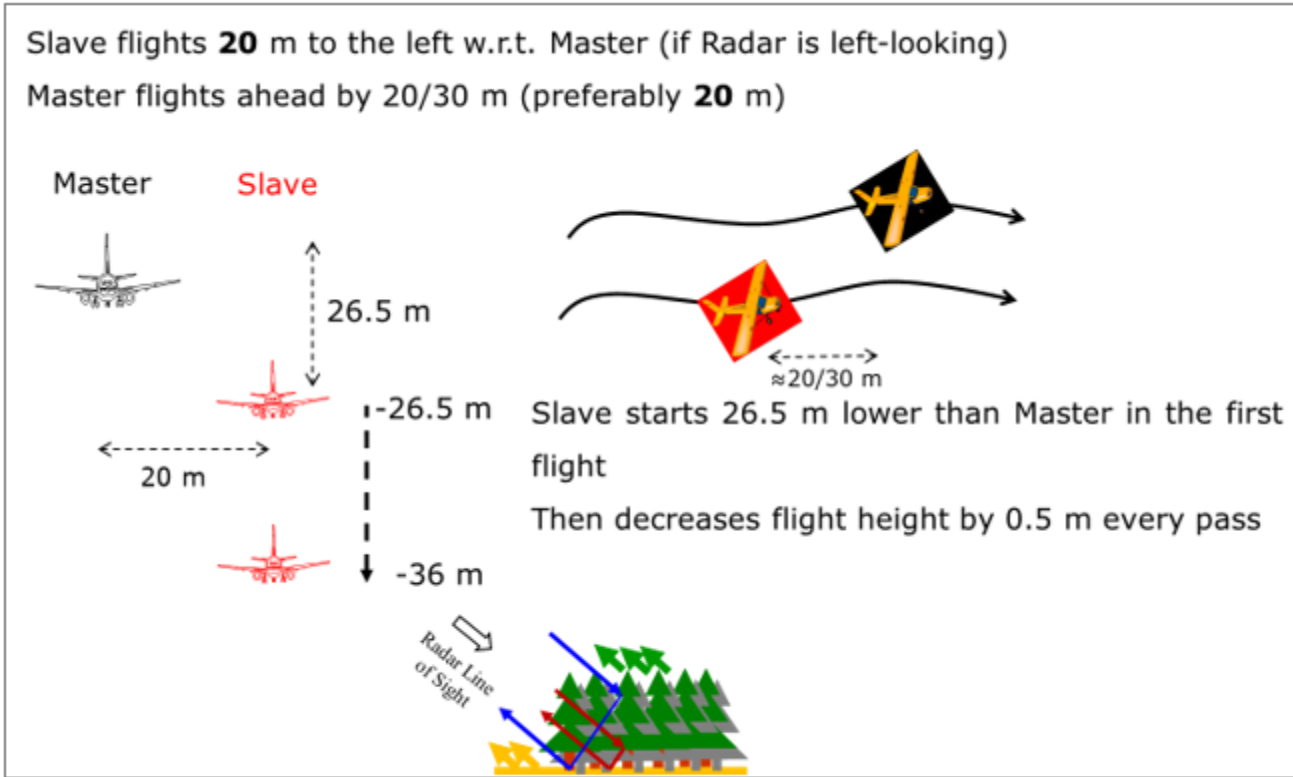 Slave flights 20 m to the left w.r.t. Master (if Radar is left-looking)
Master flights ahead by 20/30 m (preferably 20 m)
Master
Slave
26.5 m
≈20/30 m
-26.5 m
20 m
Slave starts 26.5 m lower than Master in the first
flight
Then decreases flight height by 0.5 m every pass
-36 m
Radar Line
of Sight